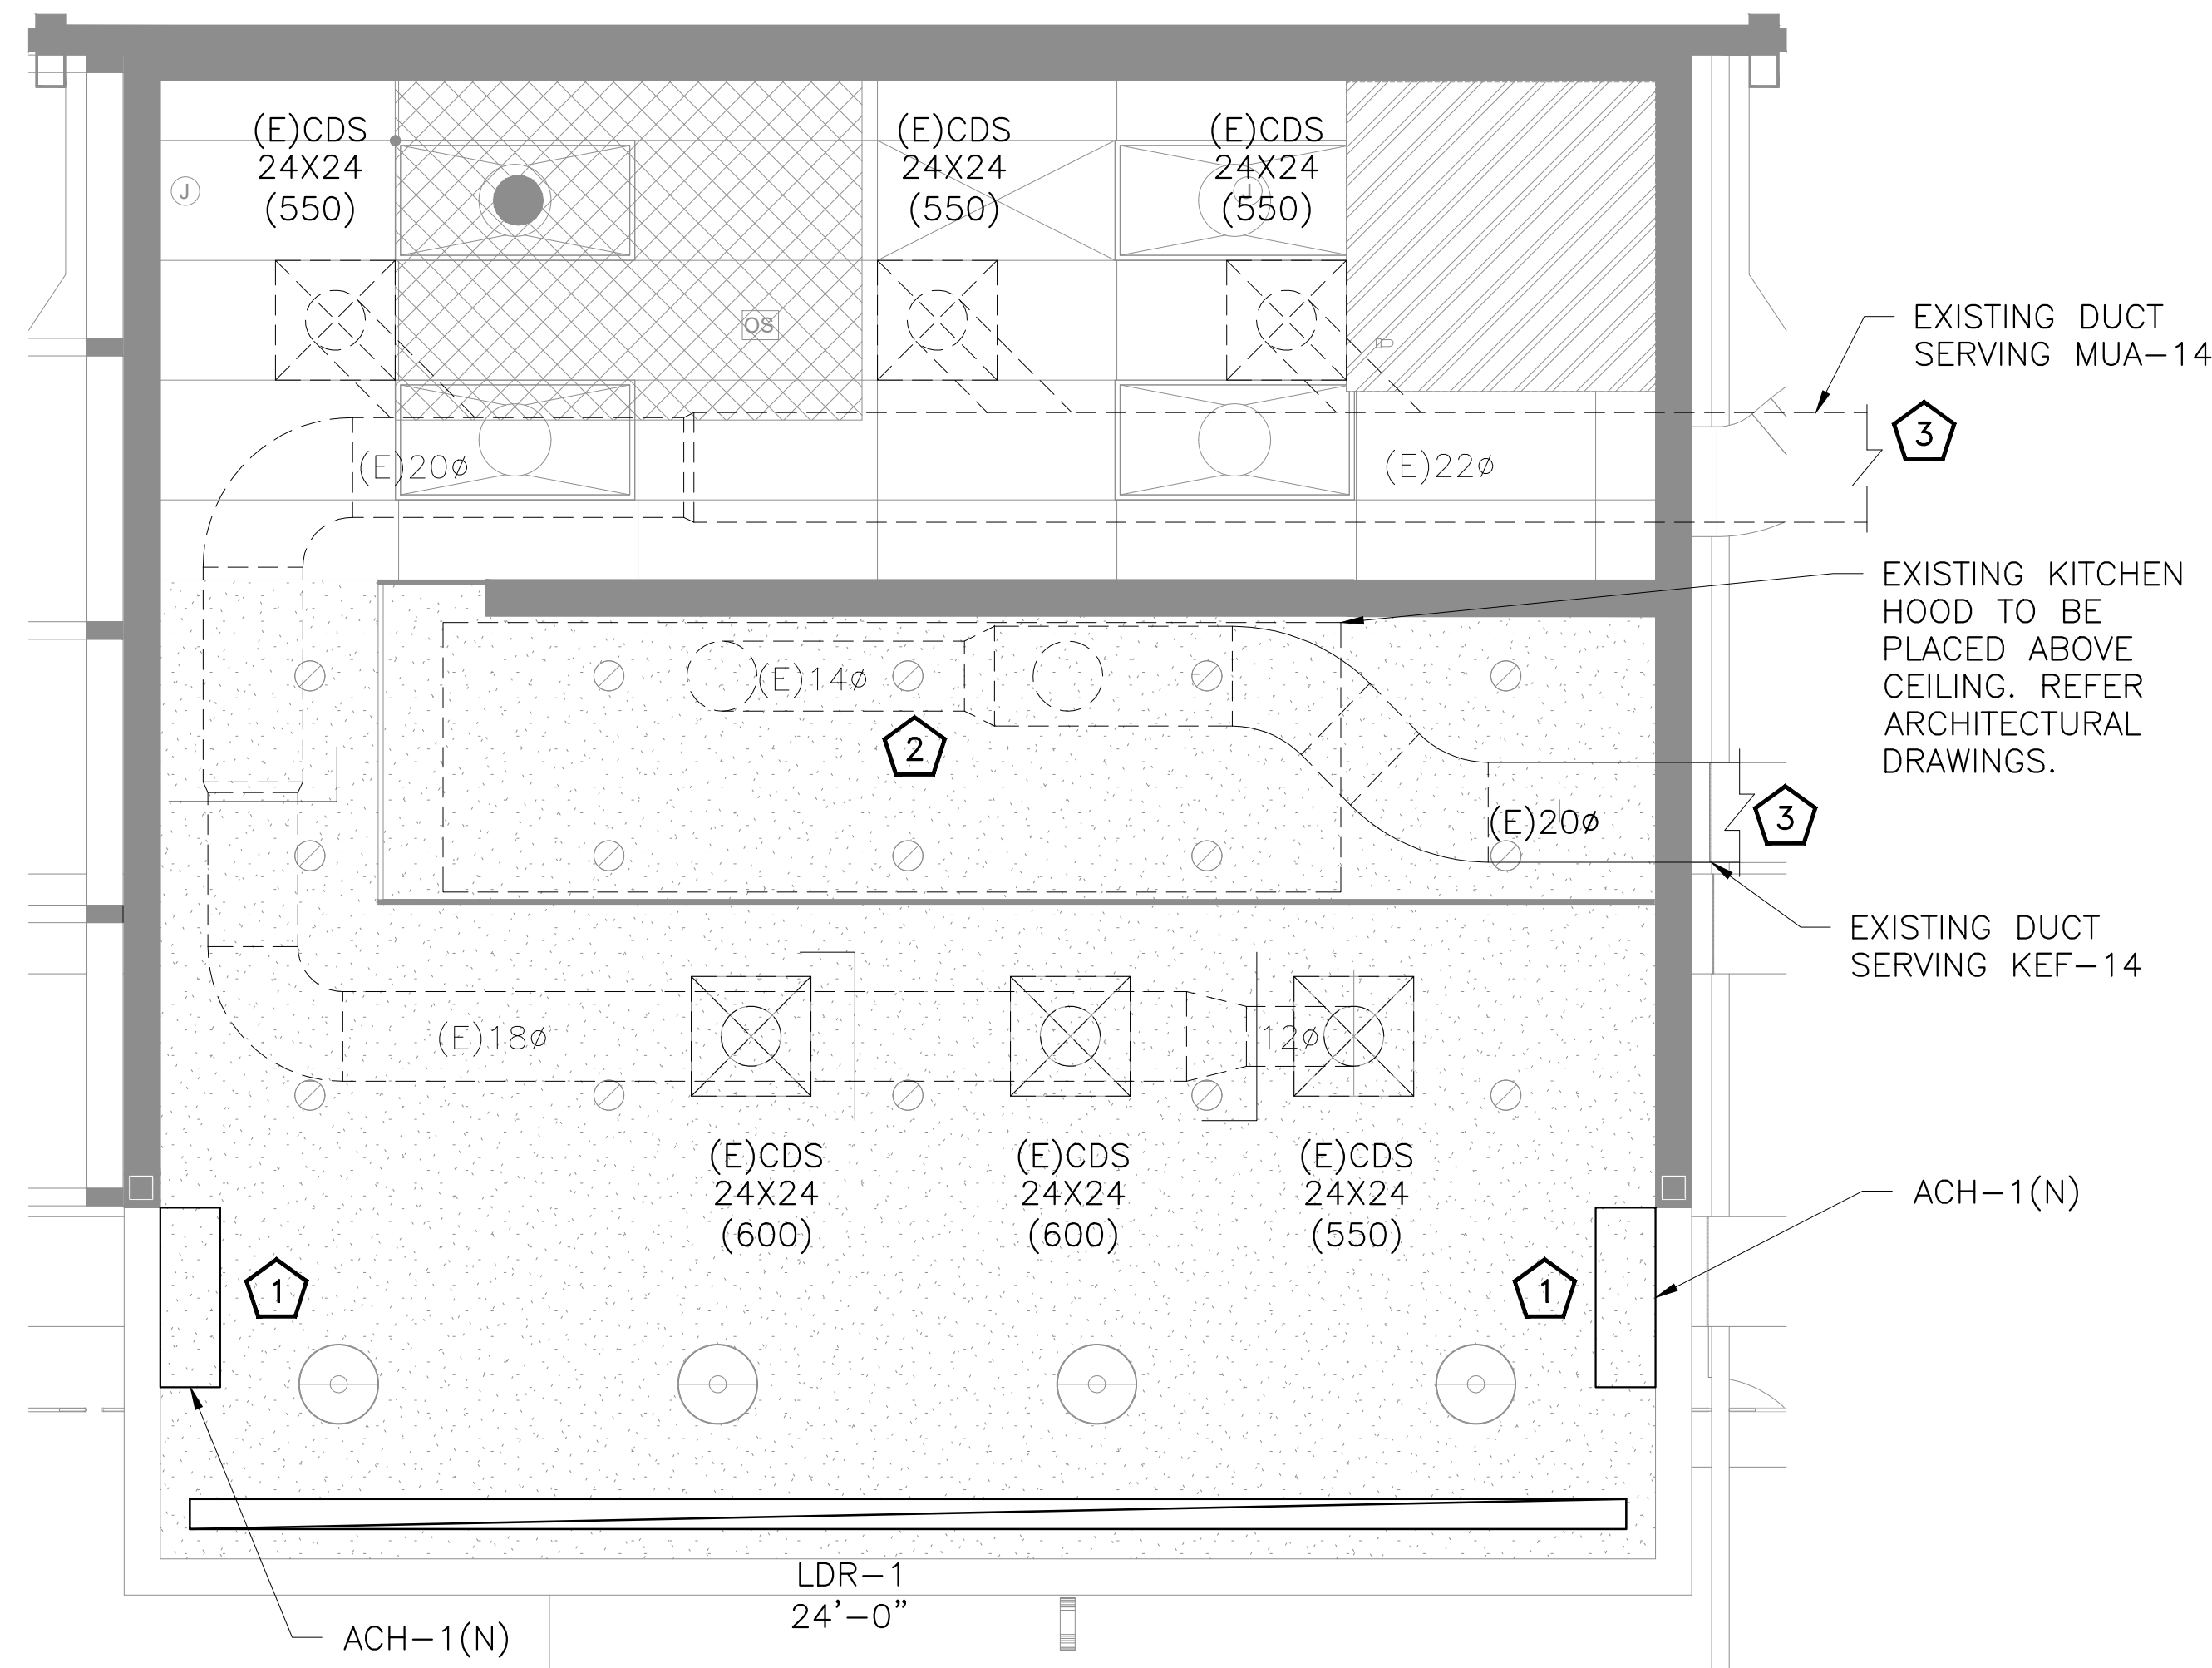 (E)CDS
24X24
(550)
(E)CDS
24X24
(550)
(E)CDS
24X24
(550)
J
J
OS
EXISTING DUCT
SERVING MUA-14
3
(E)20ø
(E)22ø
EXISTING KITCHEN
HOOD TO BE
PLACED ABOVE
CEILING. REFER
ARCHITECTURAL
DRAWINGS.
(E)14ø
2
(E)20ø
3
EXISTING DUCT
SERVING KEF-14
(E)18ø
12ø
(E)CDS
24X24
(600)
(E)CDS
24X24
(600)
(E)CDS
24X24
(550)
ACH-1(N)
1
1
LDR-1
24'-0"
ACH-1(N)